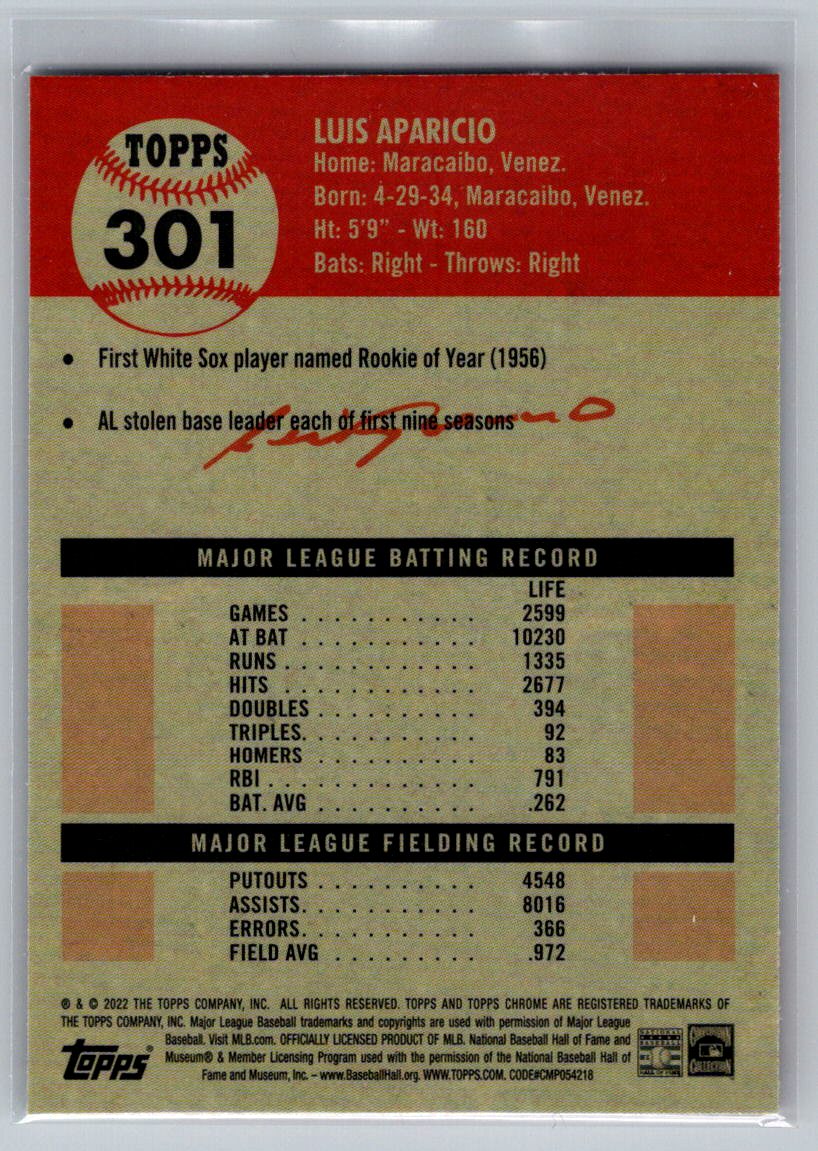 TOPPS
301
LUIS APARICIO
Home: Maracaibo, Venez.
Born: 4-29-34, Maracaibo, Venez.
Ht: 5'9" - Wt: 160
Bats: Right - Throws: Right
• First White Sox player named Rookie of Year (1956)
• AL stolen base leader each of first nine seasons
MAJOR LEAGUE BATTING RECORD
LIFE
GAMES . . . . . . . . . . . 2599
AT BAT . . . . . . . . . . . 10230
RUNS . . . . . . . . . . . . 1335
HITS . . . . . . . . . . . . 2677
DOUBLES . . . . . . . . . . 394
TRIPLES. . . . . . . . . . . 92
HOMERS . . . . . . . . . . 83
RBI . . . . . . . . . . . . . 791
BAT. AVG . . . . . . . . . . .262
MAJOR LEAGUE FIELDING RECORD
PUTOUTS . . . . . . . . . . 4548
ASSISTS. . . . . . . . . . . 8016
ERRORS. . . . . . . . . . . 366
FIELD AVG . . . . . . . . . .972
® & © 2022 THE TOPPS COMPANY, INC. ALL RIGHTS RESERVED. TOPPS AND TOPPS CHROME ARE REGISTERED TRADEMARKS OF
THE TOPPS COMPANY, INC. Major League Baseball trademarks and copyrights are used with permission of Major League
Baseball. Visit MLB.com. OFFICIALLY LICENSED PRODUCT OF MLB. National Baseball Hall of Fame and
Museum® & Member Licensing Program used with the permission of the National Baseball Hall of
Fame and Museum, Inc. – www.BaseballHall.org. WWW.TOPPS.COM. CODE#CMP054218
Topps
NATIONAL
BASEBALL
HALL OF FAME
COOPERSTOWN
COLLECTION